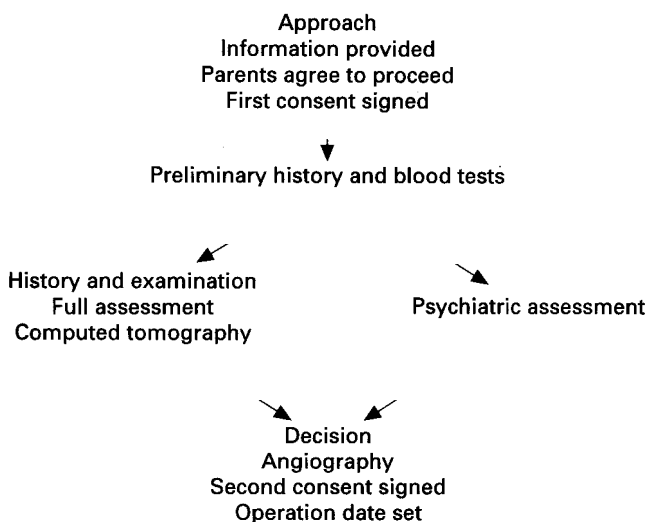 Approach
Information provided
Parents agree to proceed
First consent signed
Preliminary history and blood tests
History and examination
Full assessment
Computed tomography
Psychiatric assessment
Decision
Angiography
Second consent signed
Operation date set